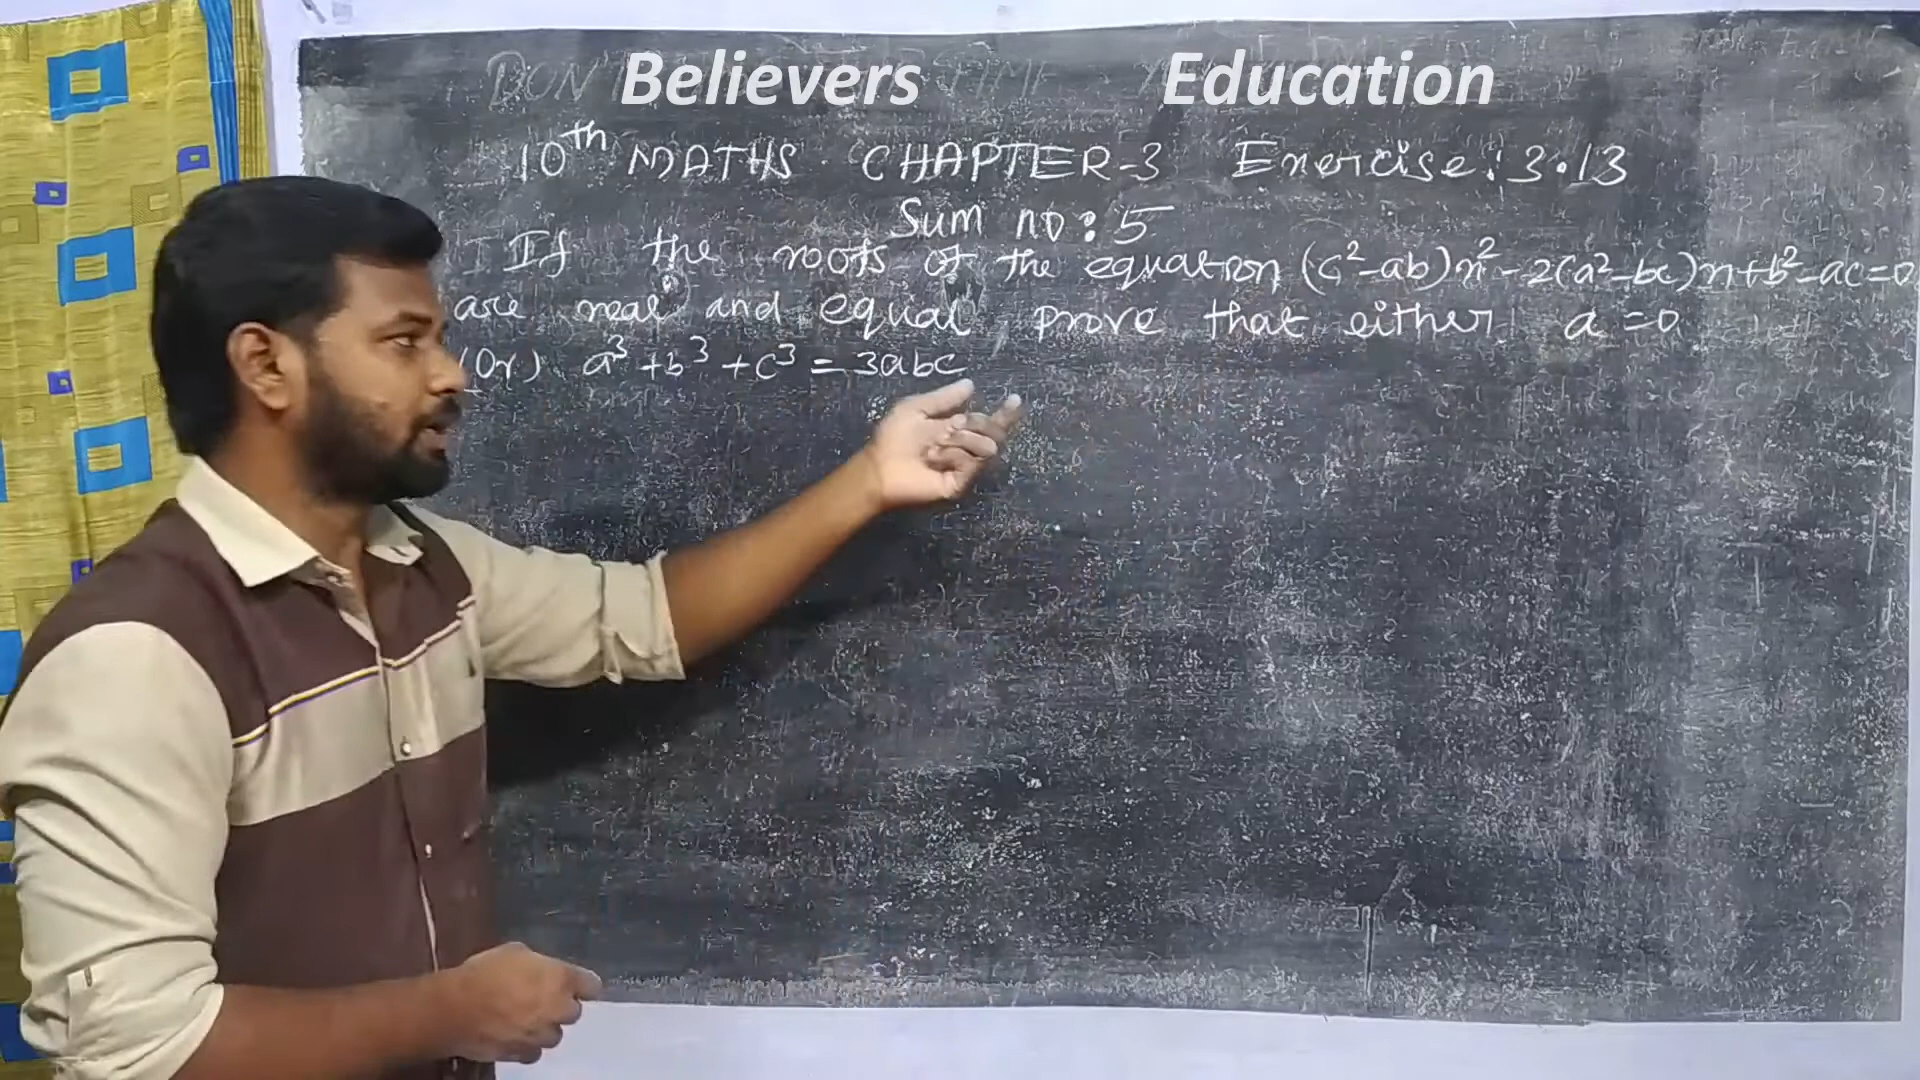 Believers Education
10th MATHS CHAPTER-3 Exercise: 3.13
Sum no: 5
If the roots of the equation (c²-ab)x²-2(a²-bc)x+b²-ac=0
are real and equal, prove that either a=0
(Or) a³+b³+c³=3abc